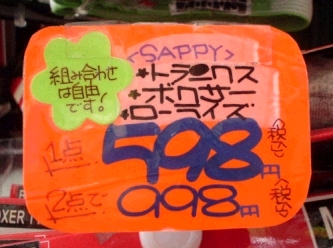 組み合わせ
は自由
です!
<SAPPY>
★トランクス
★ボクサー
★ローライズ
1点 598円(税込)
2点で 998円(税込)
OXER